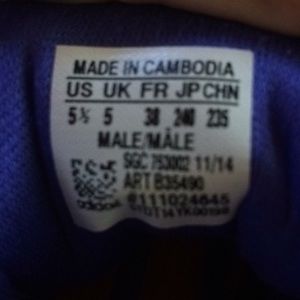 MADE IN CAMBODIA
US UK FR JP CHN
5½ 5 38 240 235
MALE/MÂLE
SGC 753002 11/14
ART B35490
adidas 6111024645